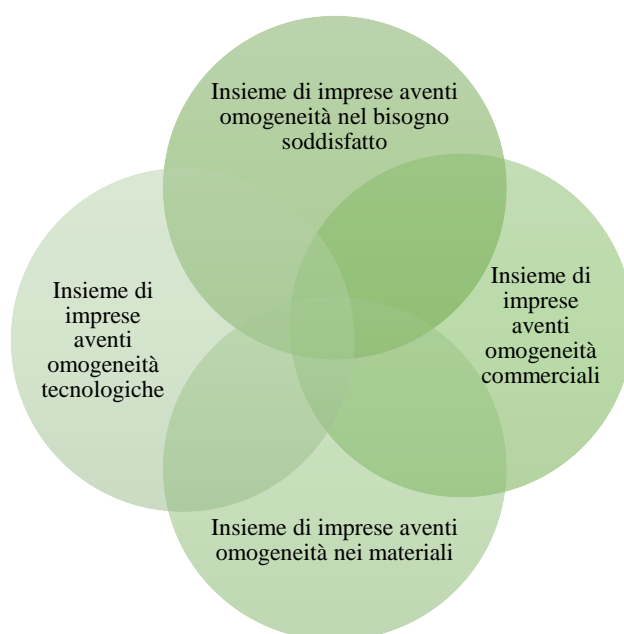 Insieme di imprese aventi
omogeneità nel bisogno
soddisfatto
Insieme di
imprese
aventi
omogeneità
tecnologiche
Insieme di
imprese
aventi
omogeneità
commerciali
Insieme di imprese aventi
omogeneità nei materiali